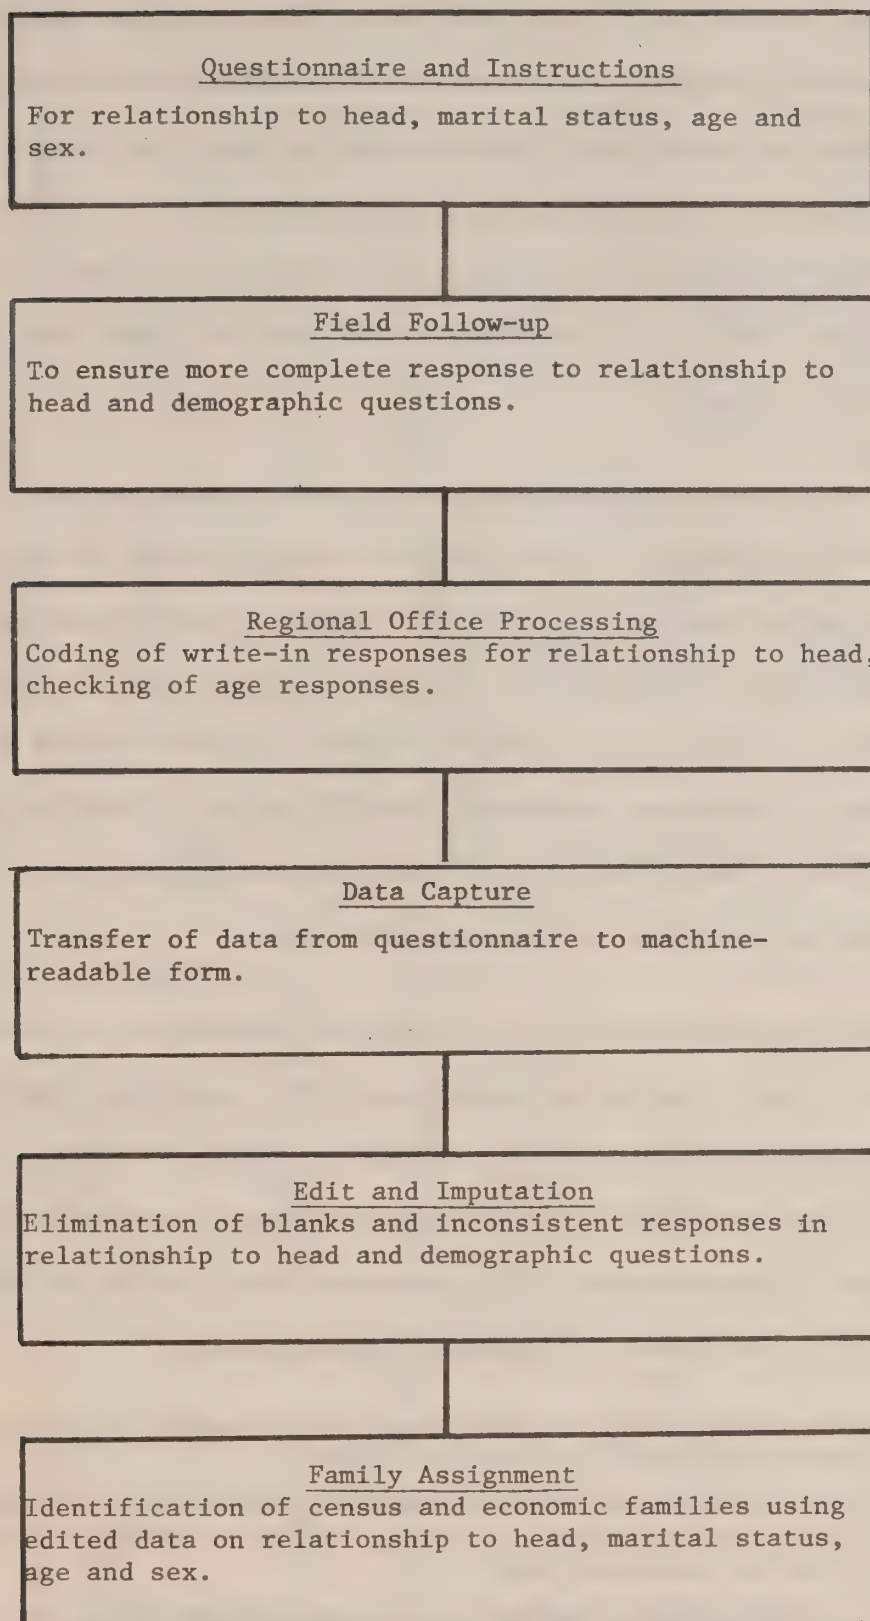 Questionnaire and Instructions
For relationship to head, marital status, age and
sex.
Field Follow-up
To ensure more complete response to relationship to
head and demographic questions.
Regional Office Processing
Coding of write-in responses for relationship to head,
checking of age responses.
Data Capture
Transfer of data from questionnaire to machine-
readable form.
Edit and Imputation
Elimination of blanks and inconsistent responses in
relationship to head and demographic questions.
Family Assignment
Identification of census and economic families using
edited data on relationship to head, marital status,
age and sex.